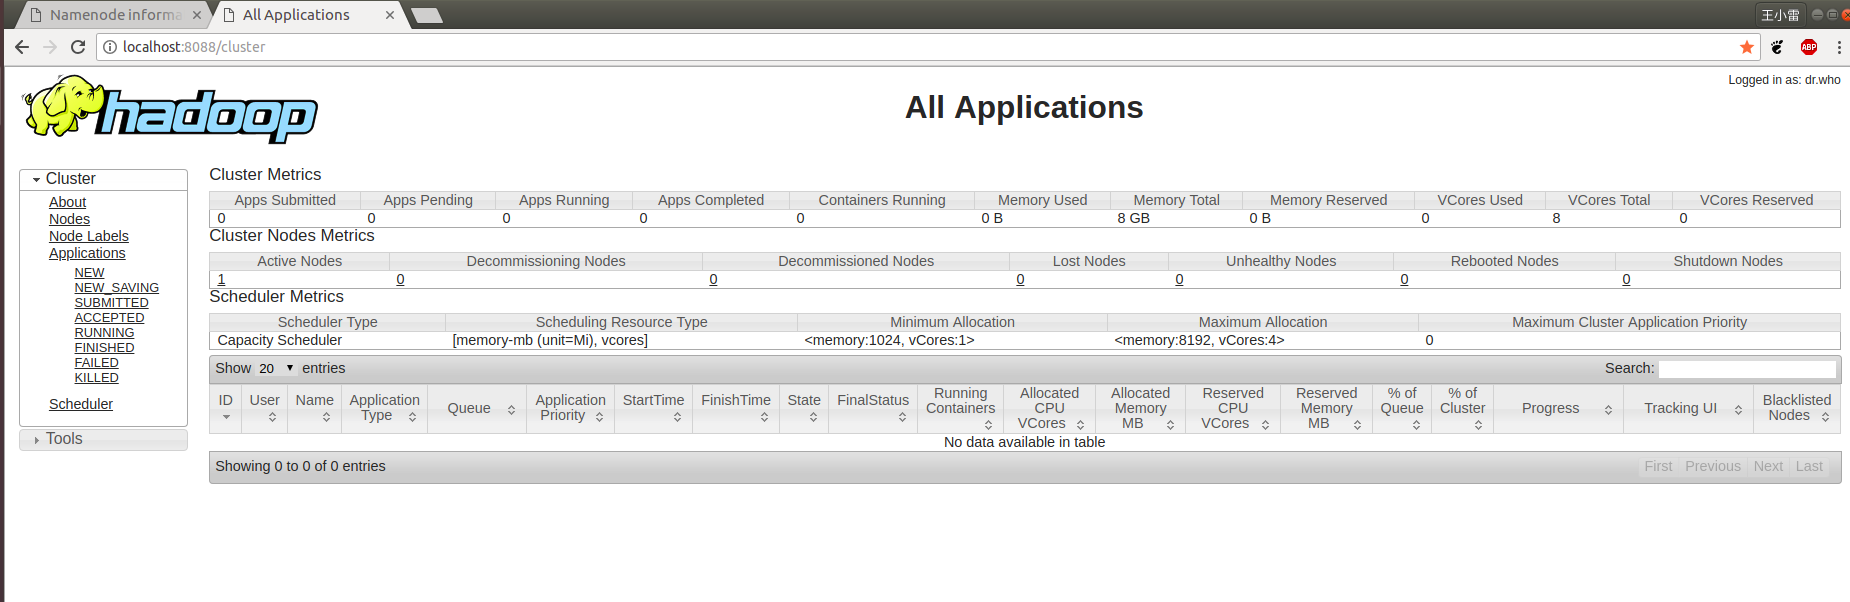 Namenode informa
All Applications
王小雷
localhost:8088/cluster
ABP
Logged in as: dr.who
hadoop
All Applications
Cluster
About
Nodes
Node Labels
Applications
NEW
NEW_SAVING
SUBMITTED
ACCEPTED
RUNNING
FINISHED
FAILED
KILLED
Scheduler
Tools
Cluster Metrics
Apps Submitted Apps Pending Apps Running Apps Completed Containers Running Memory Used Memory Total Memory Reserved VCores Used VCores Total VCores Reserved
0 0 0 0 0 0 B 8 GB 0 B 0 8 0
Cluster Nodes Metrics
Active Nodes Decommissioning Nodes Decommissioned Nodes Lost Nodes Unhealthy Nodes Rebooted Nodes Shutdown Nodes
1 0 0 0 0 0 0
Scheduler Metrics
Scheduler Type Scheduling Resource Type Minimum Allocation Maximum Allocation Maximum Cluster Application Priority
Capacity Scheduler [memory-mb (unit=Mi), vcores] <memory:1024, vCores:1> <memory:8192, vCores:4> 0
Show 20 entries Search:
ID User Name Application Type Queue Application Priority StartTime FinishTime State FinalStatus Running Containers Allocated CPU VCores Allocated Memory MB Reserved CPU VCores Reserved Memory MB % of Queue % of Cluster Progress Tracking UI Blacklisted Nodes
No data available in table
Showing 0 to 0 of 0 entries First Previous Next Last